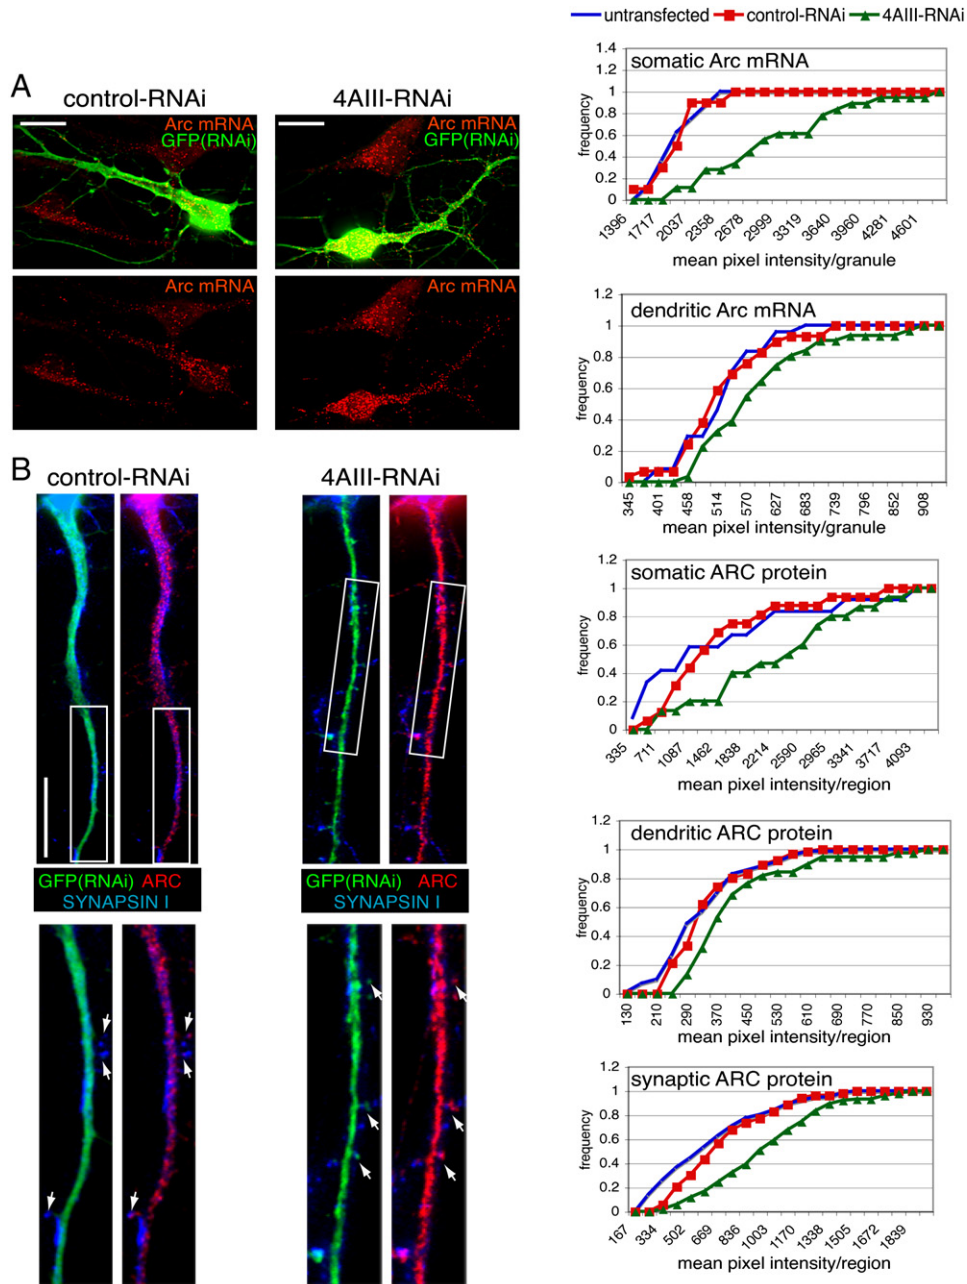 A
control-RNAi
4AIII-RNAi
Arc mRNA
GFP(RNAi)
Arc mRNA
GFP(RNAi)
Arc mRNA
Arc mRNA
B
control-RNAi
4AIII-RNAi
GFP(RNAi) ARC
SYNAPSIN I
GFP(RNAi) ARC
SYNAPSIN I
untransfected control-RNAi 4AIII-RNAi
somatic Arc mRNA
frequency
1.4
1.2
1
0.8
0.6
0.4
0.2
0
1396 1717 2037 2358 2678 2999 3319 3640 3960 4281 4601
mean pixel intensity/granule
dendritic Arc mRNA
frequency
1.2
1
0.8
0.6
0.4
0.2
0
345 401 458 514 570 627 683 739 796 852 908
mean pixel intensity/granule
somatic ARC protein
frequency
1.2
1
0.8
0.6
0.4
0.2
0
335 711 1087 1462 1838 2214 2590 2965 3341 3717 4093
mean pixel intensity/region
dendritic ARC protein
frequency
1.2
1
0.8
0.6
0.4
0.2
0
130 210 290 370 450 530 610 690 770 850 930
mean pixel intensity/region
synaptic ARC protein
frequency
1.2
1
0.8
0.6
0.4
0.2
0
167 334 502 669 836 1003 1170 1338 1505 1672 1839
mean pixel intensity/region